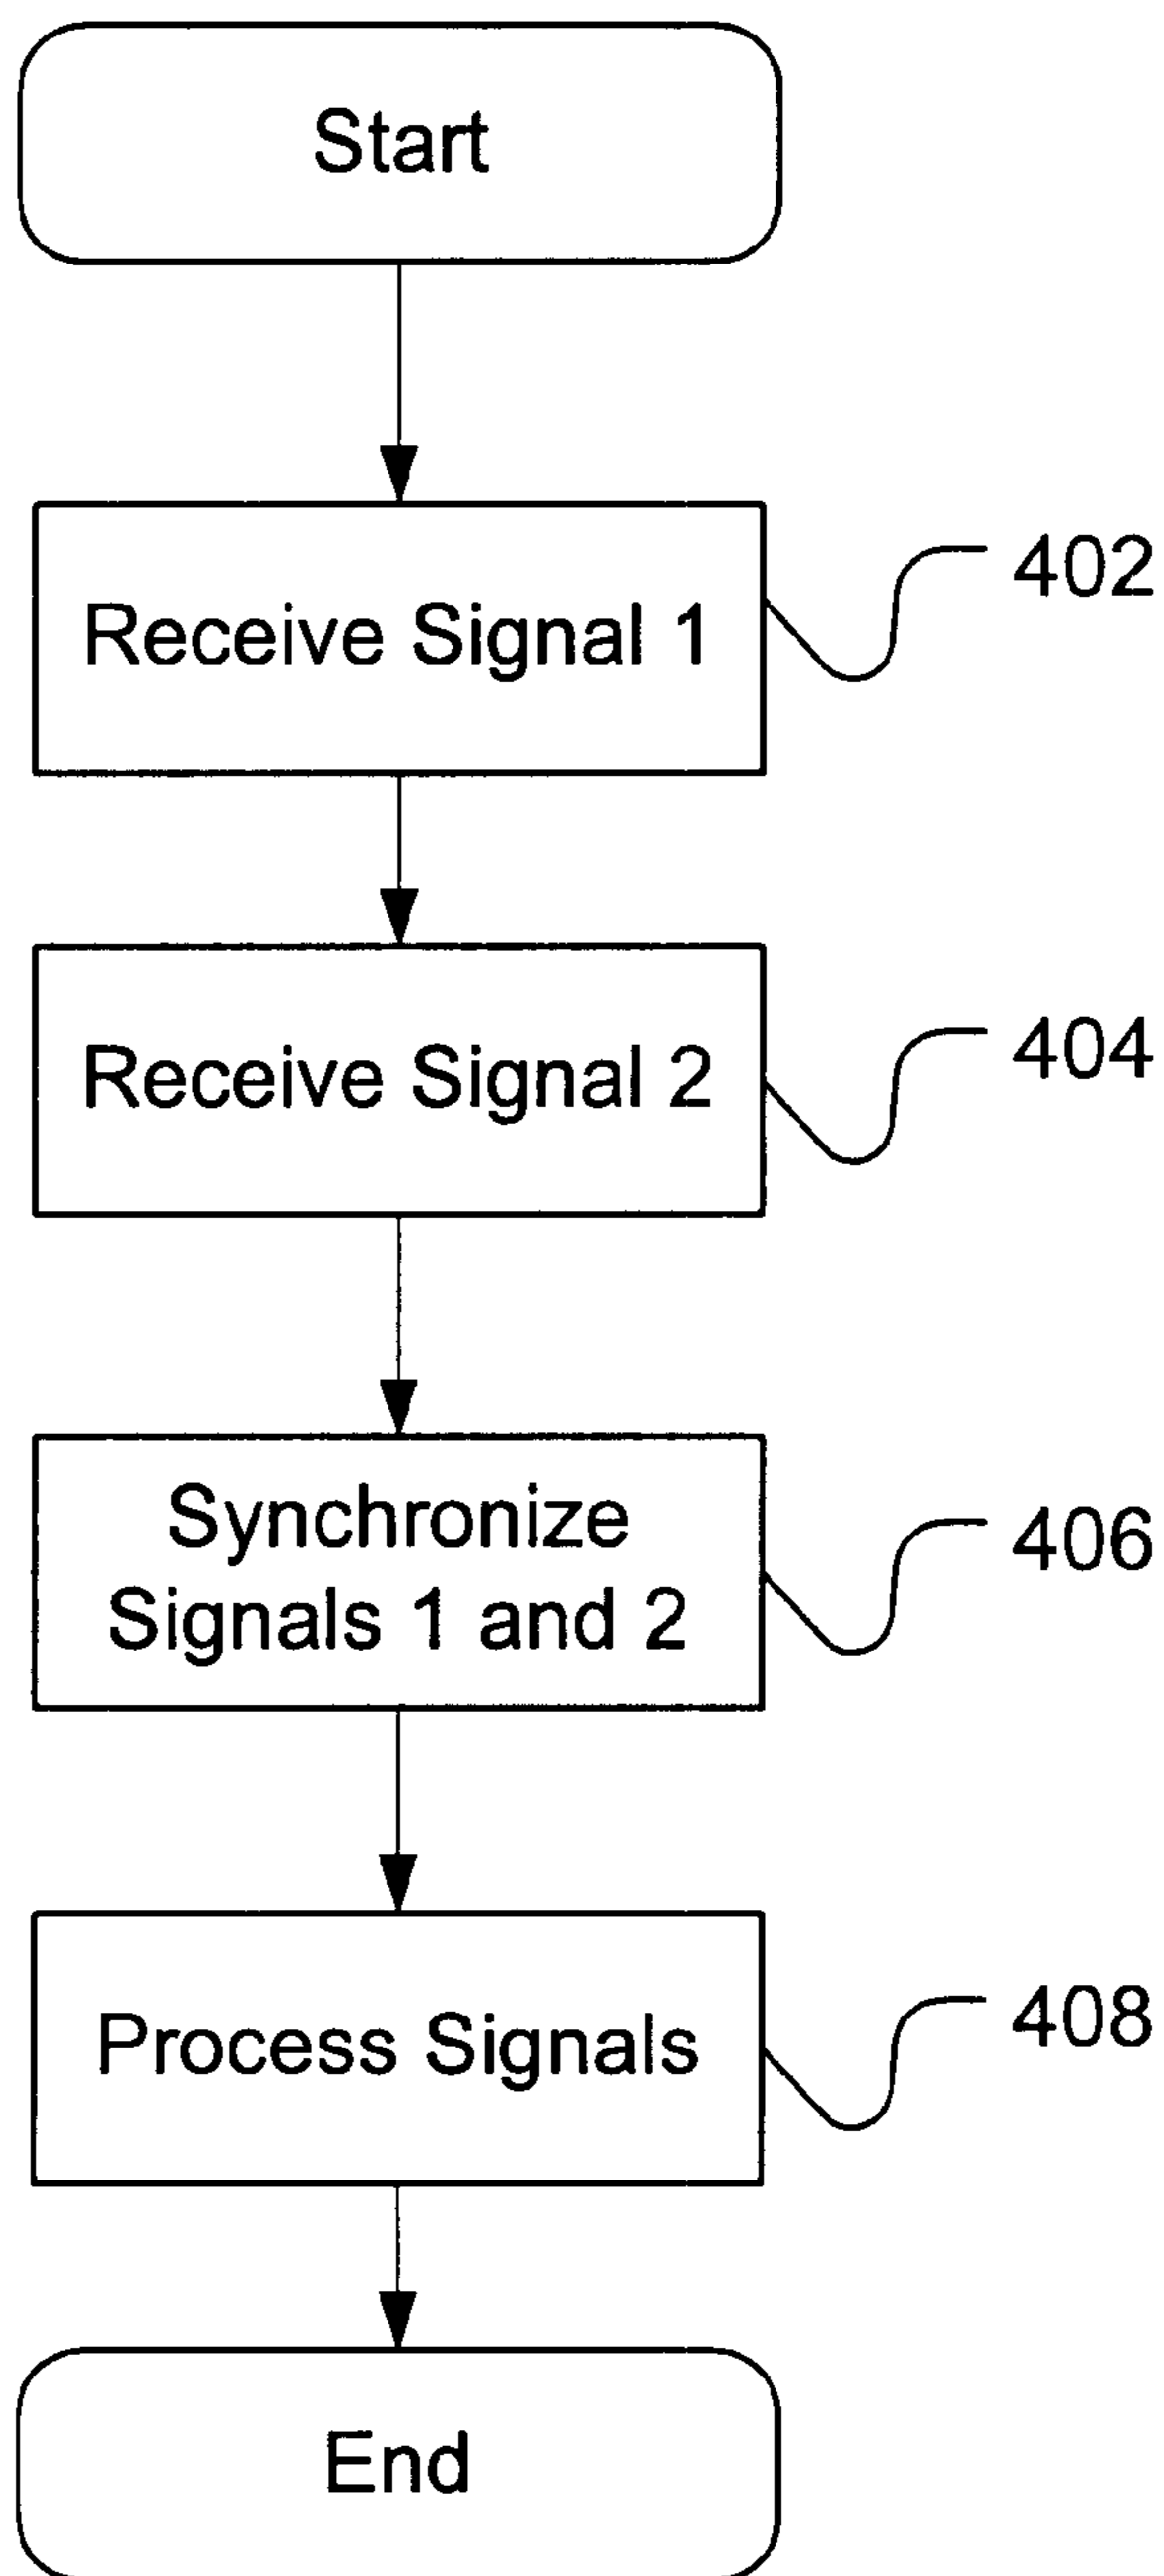 Start
Receive Signal 1
402
Receive Signal 2
404
Synchronize
Signals 1 and 2
406
Process Signals
408
End